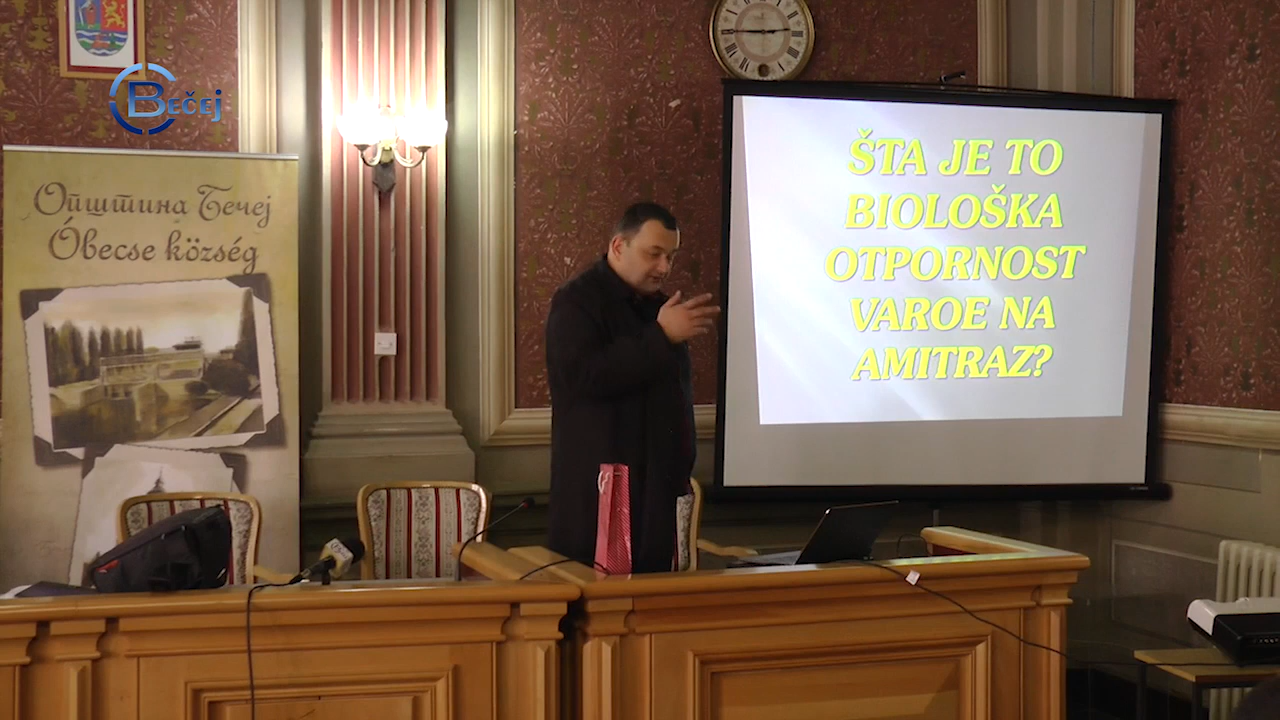 BEČEJ
Општина Бечеј
Óbecse község
ŠTA JE TO
BIOLOŠKA
OTPORNOST
VAROE NA
AMITRAZ?